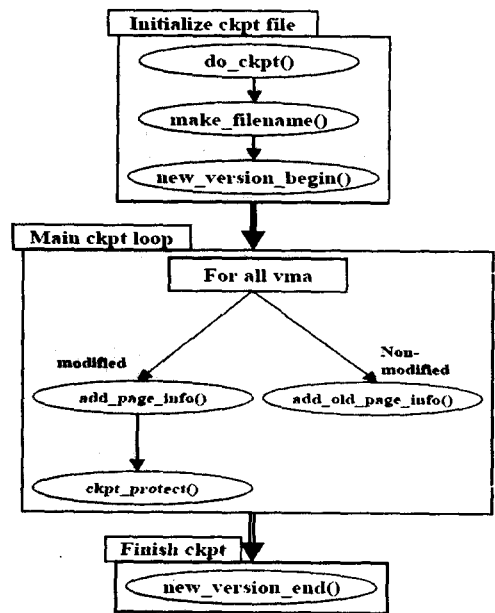 Initialize ckpt file
do_ckpt()
make_filename()
new_version_begin()
Main ckpt loop
For all vma
modified
Non-
modified
add_page_info()
add_old_page_info()
ckpt_protect()
Finish ckpt
new_version_end()